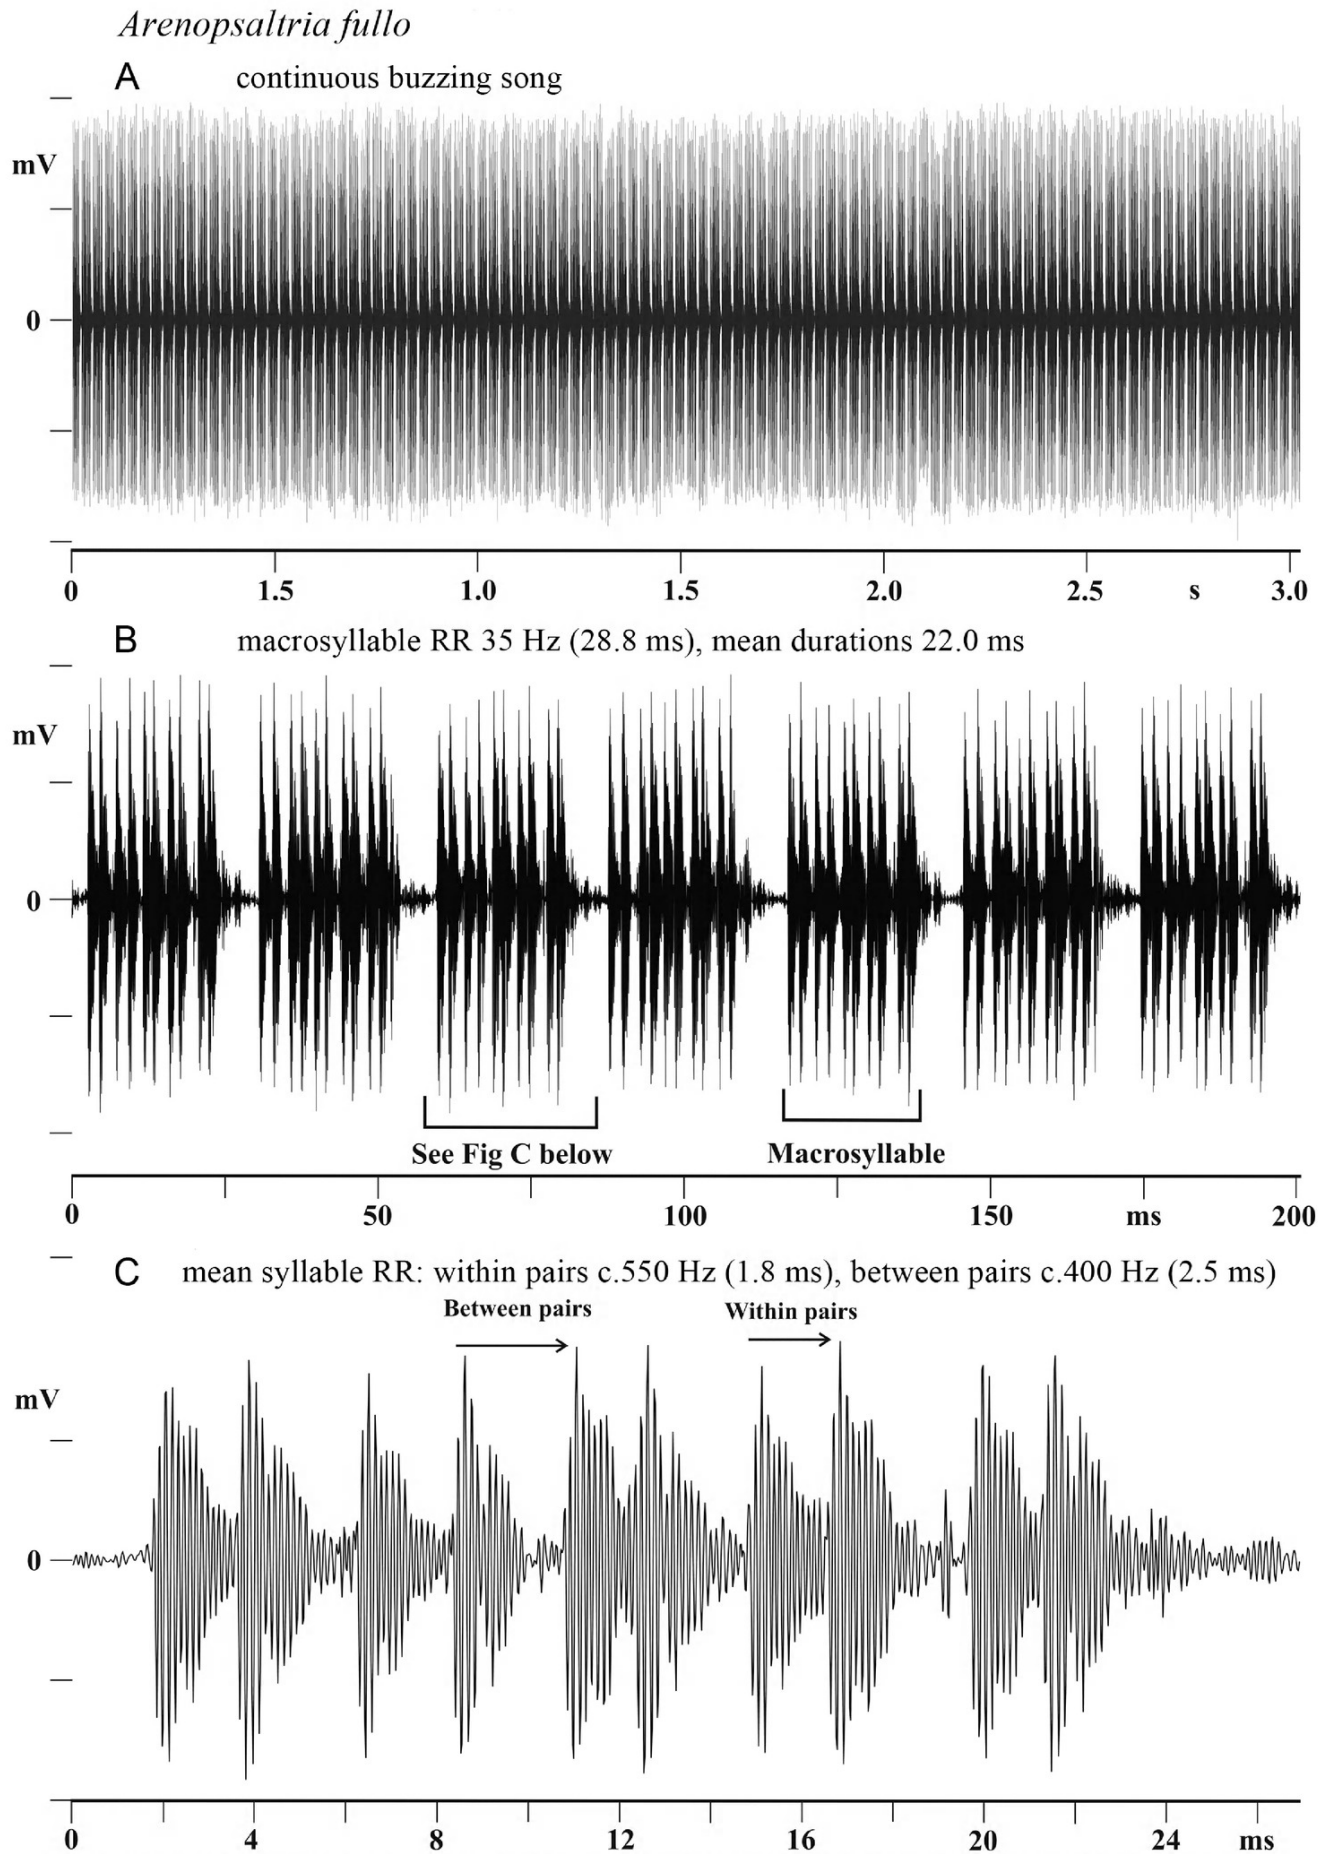 Arenopsaltria fullo
A continuous buzzing song
mV
0
0 1.5 1.0 1.5 2.0 2.5 s 3.0
B macrosyllable RR 35 Hz (28.8 ms), mean durations 22.0 ms
mV
0
See Fig C below Macrosyllable
0 50 100 150 ms 200
C mean syllable RR: within pairs c.550 Hz (1.8 ms), between pairs c.400 Hz (2.5 ms)
Between pairs Within pairs
mV
0
0 4 8 12 16 20 24 ms